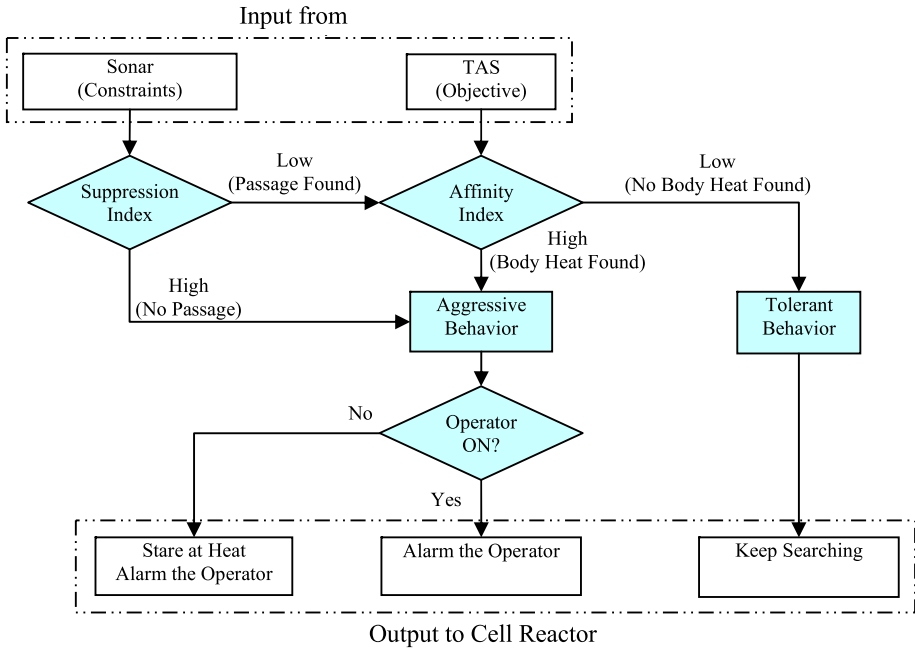 Input from
Sonar
(Constraints)
TAS
(Objective)
Suppression
Index
Low
(Passage Found)
Affinity
Index
Low
(No Body Heat Found)
High
(Body Heat Found)
High
(No Passage)
Aggressive
Behavior
Tolerant
Behavior
No
Operator
ON?
Yes
Stare at Heat
Alarm the Operator
Alarm the Operator
Keep Searching
Output to Cell Reactor